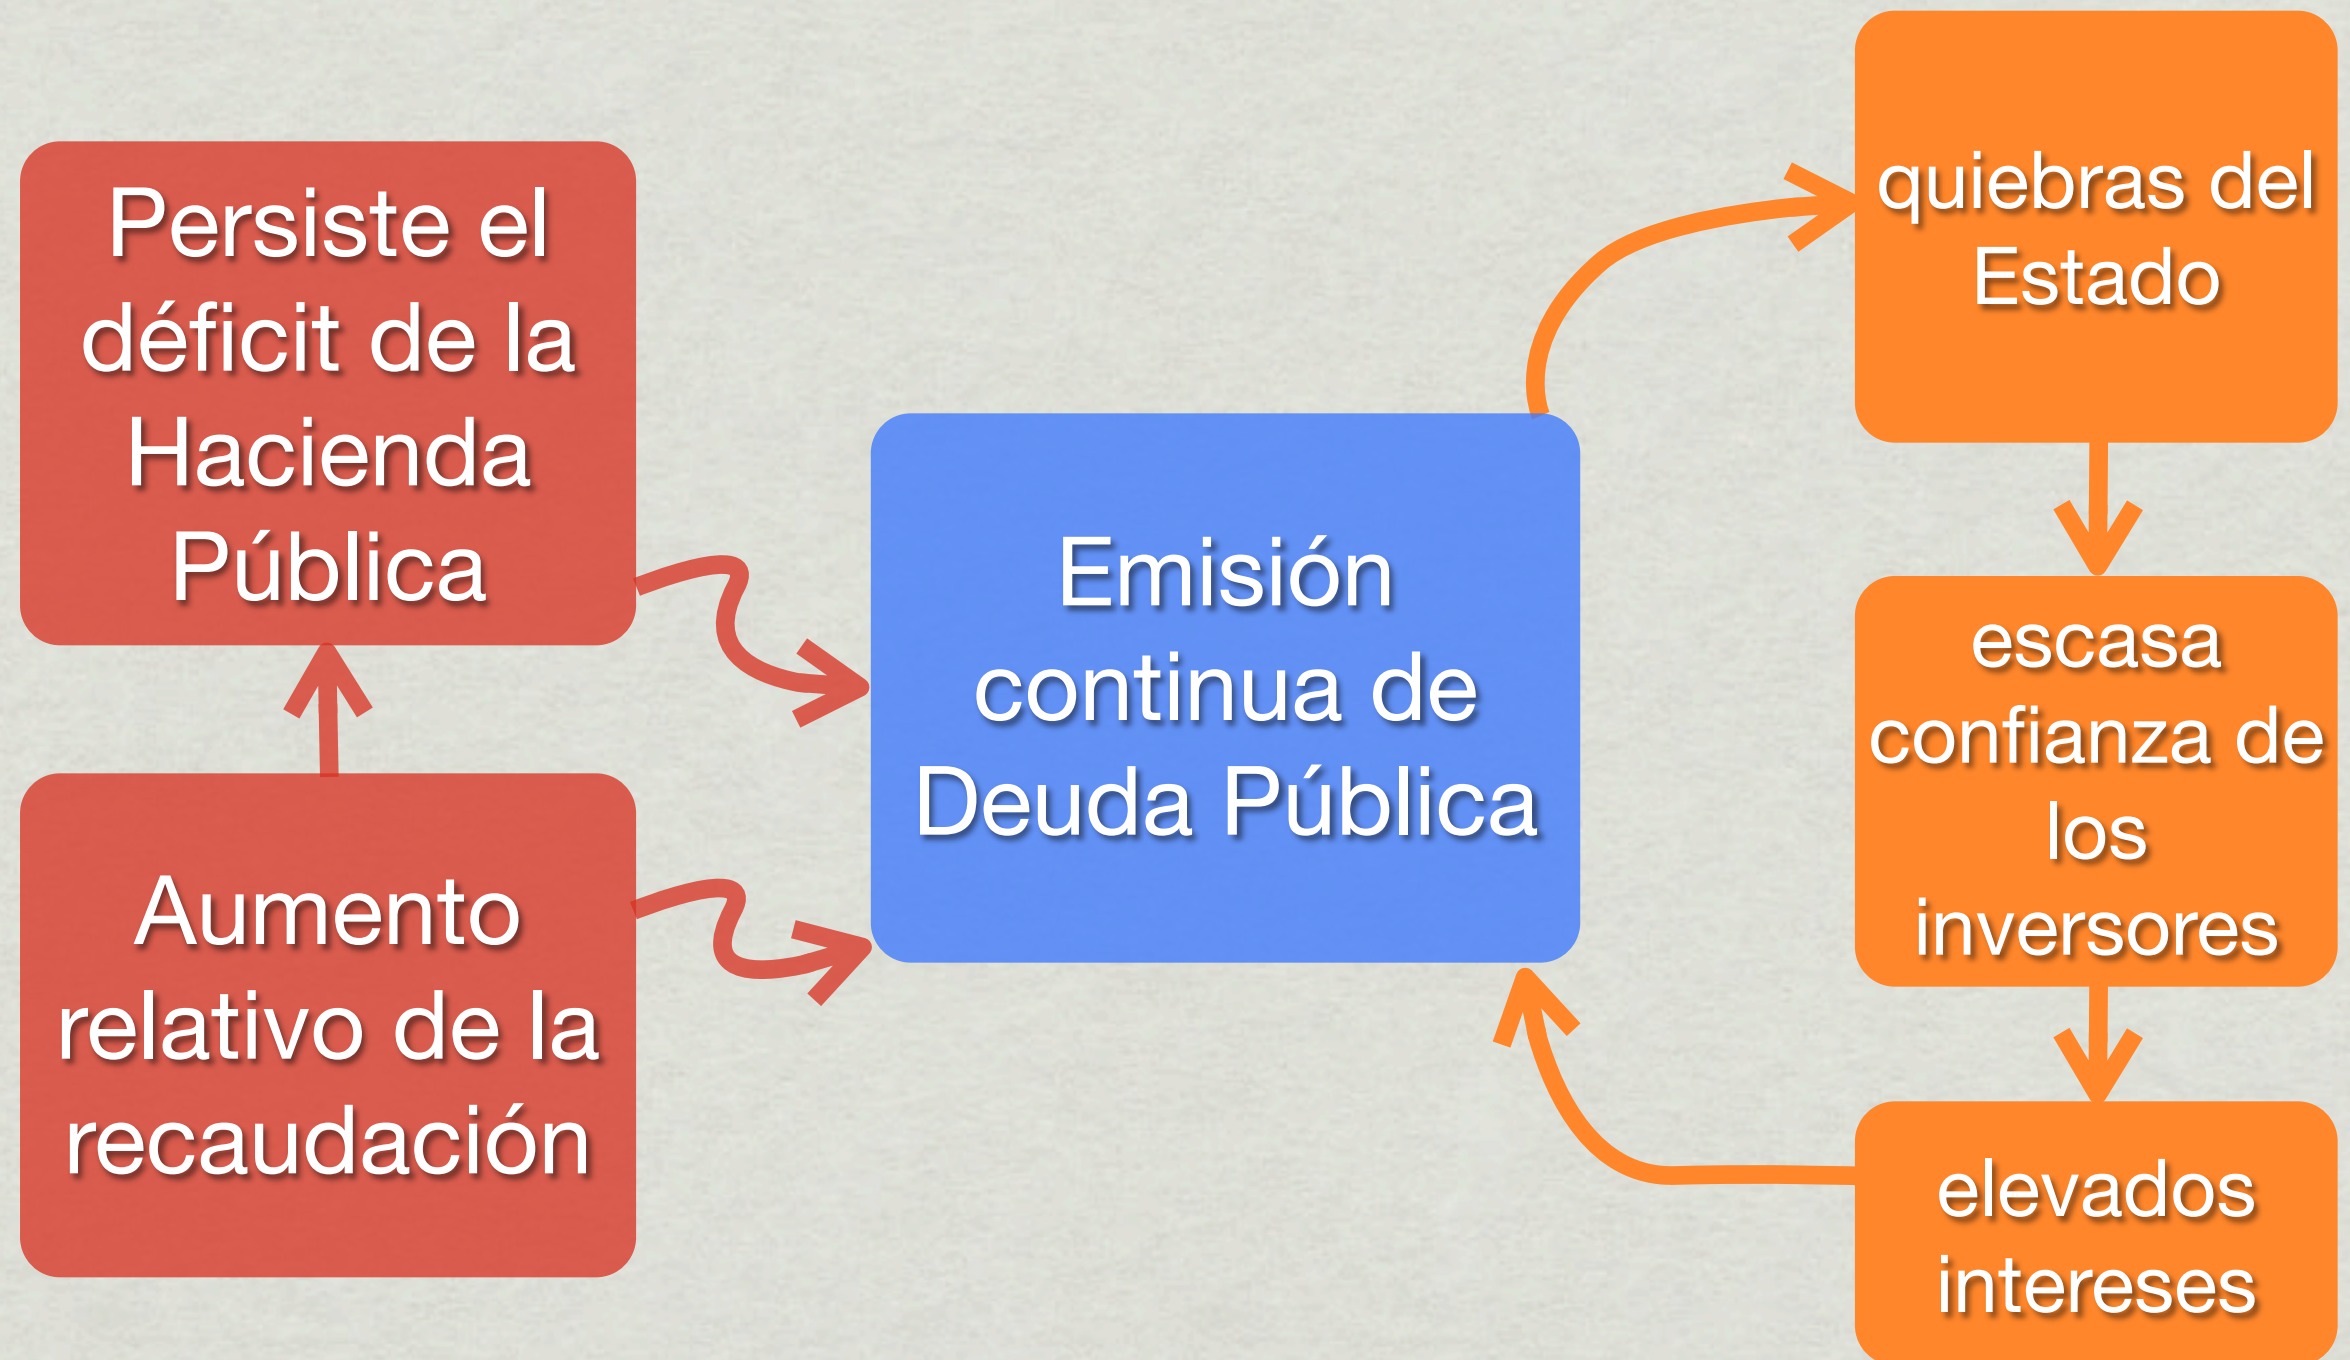 Persiste el
déficit de la
Hacienda
Pública
Aumento
relativo de la
recaudación
Emisión
continua de
Deuda Pública
quiebras del
Estado
escasa
confianza de
los
inversores
elevados
intereses